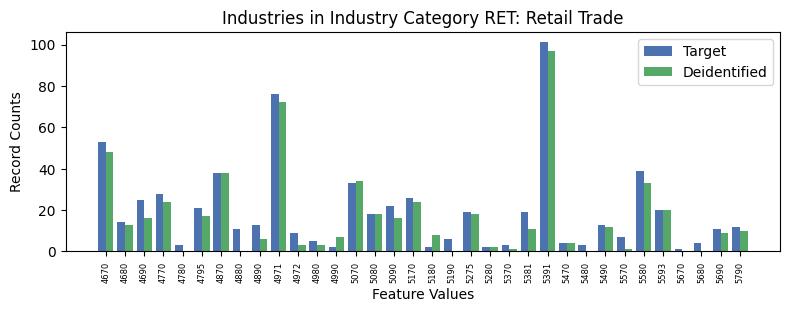 Industries in Industry Category RET: Retail Trade
Target
Deidentified
Record Counts
100
80
60
40
20
0
4670 4680 4690 4770 4780 4795 4870 4880 4890 4971 4972 4980 4990 5070 5080 5090 5170 5180 5190 5275 5280 5370 5381 5391 5470 5480 5490 5570 5580 5593 5670 5680 5690 5790
Feature Values